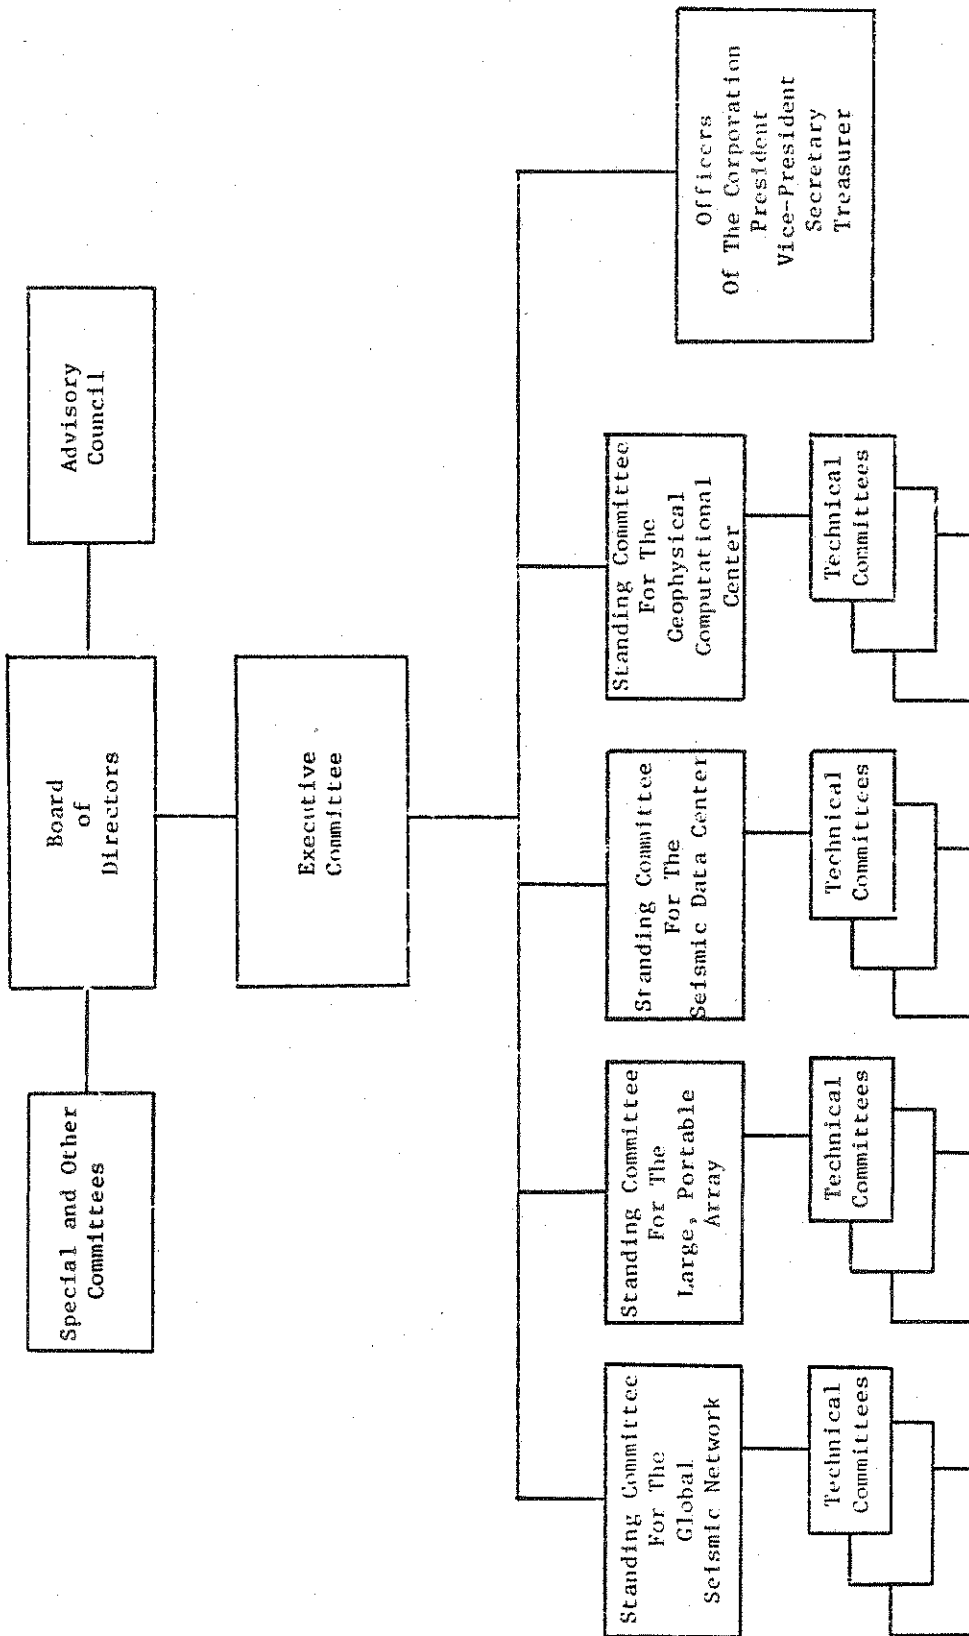 Special and Other
Committees
Board
of
Directors
Advisory
Council
Executive
Committee
Standing Committee
For The
Global
Seismic Network
Standing Committee
For The
Large, Portable
Array
Standing Committee
For The
Seismic Data Center
Standing Committee
For The
Geophysical
Computational
Center
Officers
Of The Corporation
President
Vice-President
Secretary
Treasurer
Technical
Committees
Technical
Committees
Technical
Committees
Technical
Committees